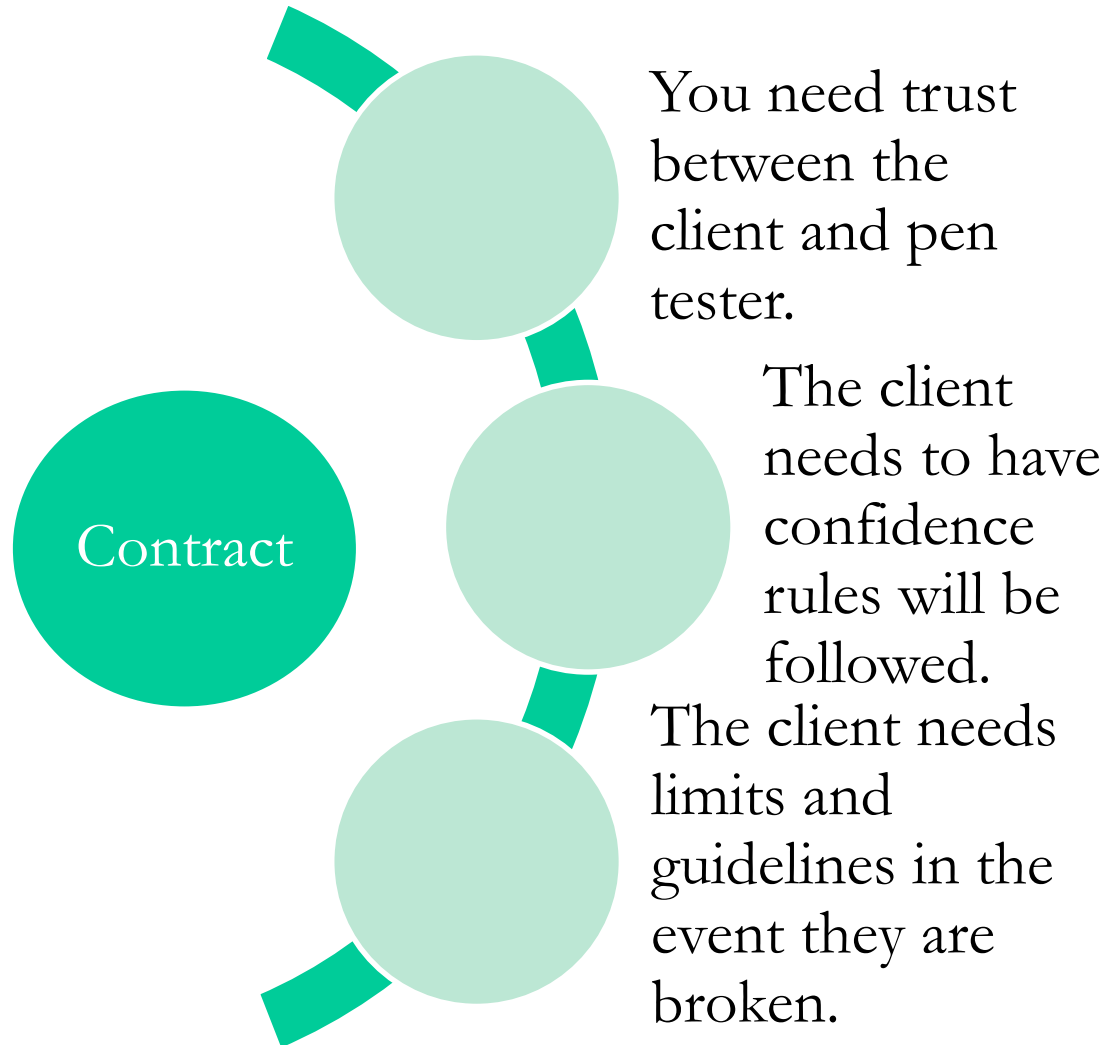 You need trust
between the
client and pen
tester.
The client
needs to have
confidence
rules will be
followed.
Contract
The client needs
limits and
guidelines in the
event they are
broken.